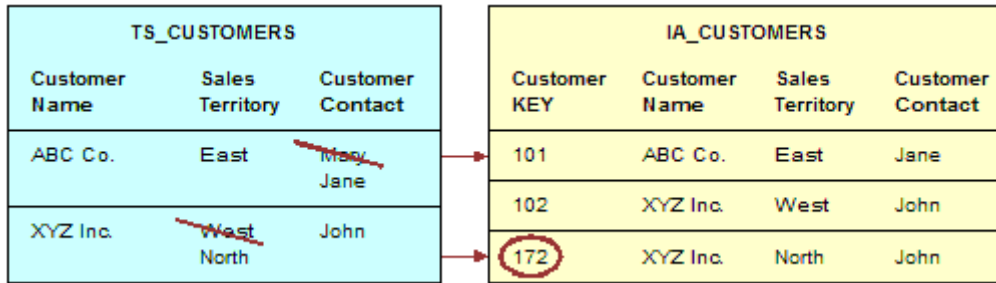 TS_CUSTOMERS
Customer Name
Sales Territory
Customer Contact
ABC Co.
East
Mary
Jane
XYZ Inc.
West
North
John
IA_CUSTOMERS
Customer KEY
Customer Name
Sales Territory
Customer Contact
101 ABC Co. East Jane
102 XYZ Inc. West John
172 XYZ Inc. North John